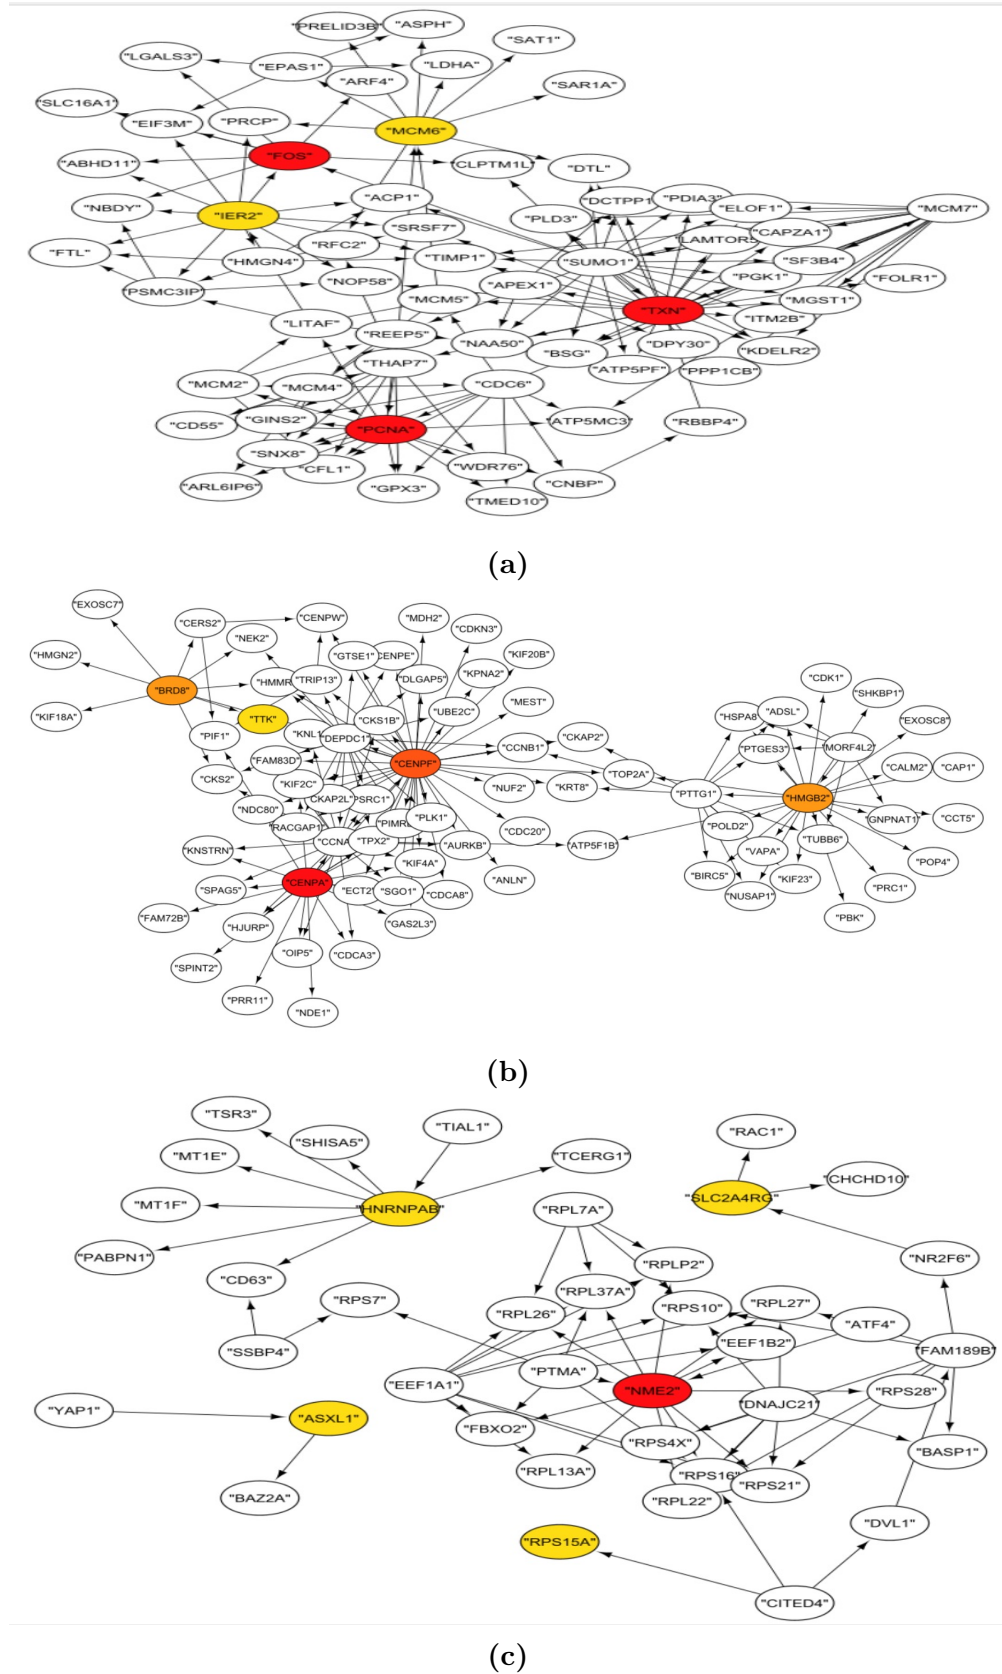 "PRELID3B"
"ASPH"
"SAT1"
"LGALS3"
"EPAS1"
"LDHA"
"ARF4"
"SAR1A"
"SLC16A1"
"EIF3M"
"PRCP"
"MCM6"
"FOS"
"ABHD11"
"CLPTM1L"
"DTL"
"NBDY"
"IER2"
"ACP1"
"DCTPP1"
"PDIA3"
"ELOF1"
"MCM7"
"PLD3"
"SRSF7"
"RFC2"
"CAPZA1"
"LAMTOR5
"FTL"
"HMGN4"
"TIMP1"
"SUMO1"
"SF3B4"
"PSMC3IP"
"NOP58"
"APEX1"
"PGK1"
"FOLR1"
"MCM5"
"TXN"
"MGST1"
"ITM2B"
"LITAF"
"REEP5"
"NAA50"
"BSG"
"DPY30"
"KDELR2"
"THAP7"
"ATP5PF"
"PPP1CB"
"MCM2"
"MCM4"
"CDC6"
"CD55"
"GINS2"
"PCNA"
"ATP5MC3"
"RBBP4"
"SNX8"
"CFL1"
"WDR76"
"ARL6IP6"
"GPX3"
"CNBP"
"TMED10"
(a)
"EXOSC7"
"CERS2"
"CENPW"
"MDH2"
"CDKN3"
"HMGN2"
"NEK2"
"GTSE1"
CENPE"
"KIF20B"
"BRD8"
"HMMR
"TRIP13"
"DLGAP5"
"KPNA2"
"CDK1"
"SHKBP1"
"KIF18A"
"TTK"
"CKS1B"
"UBE2C"
"MEST"
"HSPA8"
"ADSL"
"EXOSC8"
"PIF1"
"KNL1
"DEPDC1"
"CCNB1"
"CKAP2"
"PTGES3"
"MORF4L2"
"FAM83D"
"CENPF"
"TOP2A"
"CALM2"
"CAP1"
"CKS2"
"KIF2C"
"NUF2"
"KRT8"
"PTTG1"
"HMGB2"
"NDC80"
CKAP2L"
"PSRC1"
"PLK1"
"GNPNAT1"
"CCT5"
"RACGAP1
"PIMRE
"CDC20"
"POLD2"
"KNSTRN"
"CCNA
"TPX2"
"AURKB"
"ATP5F1B"
"VAPA"
"TUBB6"
"KIF4A"
"POP4"
"SPAG5"
"CENPA"
"ECT2"
"SGO1"
"CDCA8"
"ANLN"
"BIRC5"
"KIF23"
"NUSAP1"
"PRC1"
"FAM72B"
"HJURP"
"GAS2L3"
"PBK"
"OIP5"
"CDCA3"
"SPINT2"
"PRR11"
"NDE1"
(b)
"TSR3"
"TIAL1"
"RAC1"
"SHISA5"
"MT1E"
"TCERG1"
"CHCHD10"
"SLC2A4RG"
"MT1F"
"HNRNPAB"
"RPL7A"
"PABPN1"
"NR2F6"
"CD63"
"RPLP2"
"RPS7"
"RPL37A"
"RPL26"
"RPS10"
"RPL27"
"ATF4"
"SSBP4"
"EEF1B2"
"FAM189B"
"EEF1A1"
"PTMA"
"NME2"
"RPS28"
"DNAJC21"
"YAP1"
"ASXL1"
"FBXO2"
"RPS4X"
"BASP1"
"RPL13A"
"RPS16"
"RPS21"
"BAZ2A"
"RPL22"
"DVL1"
"RPS15A"
"CITED4"
(c)